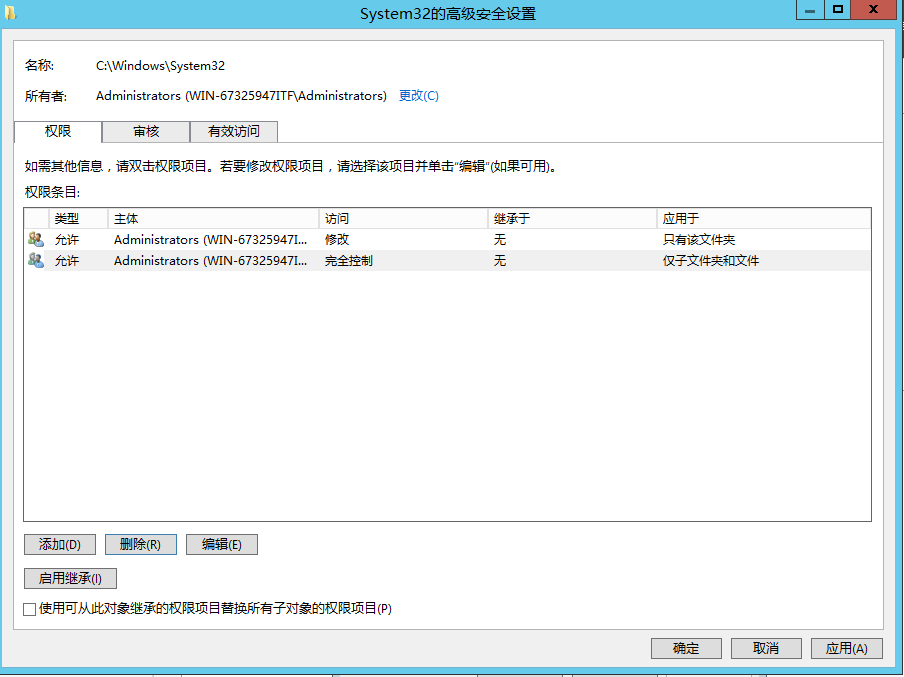 System32的高级安全设置
名称: C:\Windows\System32
所有者: Administrators (WIN-67325947ITF\Administrators) 更改(C)
权限 审核 有效访问
如需其他信息，请双击权限项目。若要修改权限项目，请选择该项目并单击“编辑”(如果可用)。
权限条目:
类型 主体 访问 继承于 应用于
允许 Administrators (WIN-67325947I... 修改 无 只有该文件夹
允许 Administrators (WIN-67325947I... 完全控制 无 仅子文件夹和文件
添加(D) 删除(R) 编辑(E)
启用继承(I)
使用可从此对象继承的权限项目替换所有子对象的权限项目(P)
确定 取消 应用(A)